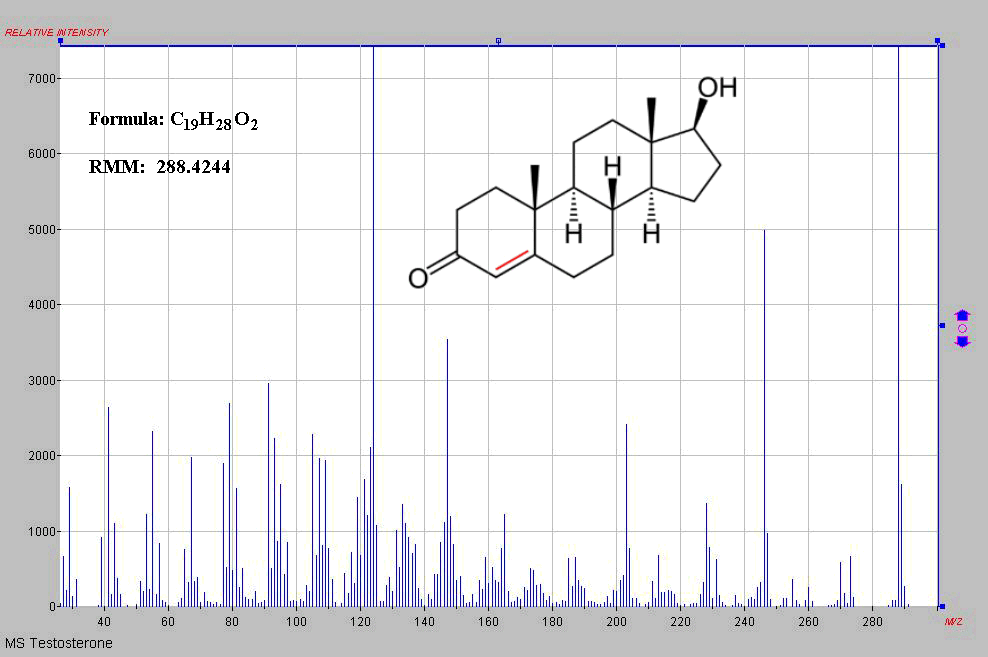 RELATIVE INTENSITY
7000
6000
5000
4000
3000
2000
1000
0
Formula: C19H28O2
RMM: 288.4244
OH
H
H
H
O
40 60 80 100 120 140 160 180 200 220 240 260 280
M/Z
MS Testosterone